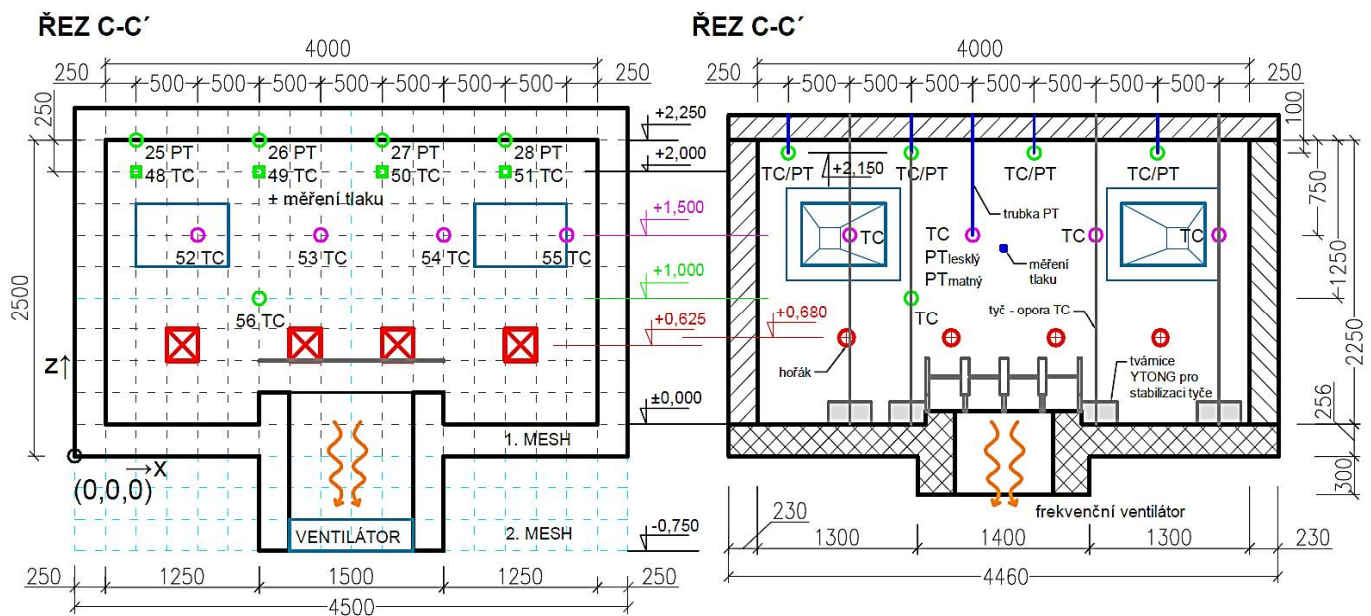 ŘEZ C-C´
4000
250 500 500 500 500 500 500 500 250
250
2500
+2,250
+2,000
+1,500
+1,000
+0,625
±0,000
-0,750
25 PT 26 PT 27 PT 28 PT
48 TC 49 TC 50 TC 51 TC
+ měření tlaku
52 TC 53 TC 54 TC 55 TC
56 TC
Z↑
→X
(0,0,0)
1. MESH
2. MESH
VENTILÁTOR
250 1250 1500 1250 250
4500
ŘEZ C-C´
4000
250 500 500 500 500 500 500 500 250
100
750
1250
2250
256
300
TC/PT TC/PT TC/PT TC/PT
+2,150
trubka PT
TC TC TC TC
PT lesklý
PT matný
měření
tlaku
TC
tyč - opora TC
+0,680
hořák
tvárnice
YTONG pro
stabilizaci tyče
frekvenční ventilátor
230 1300 1400 1300 230
4460